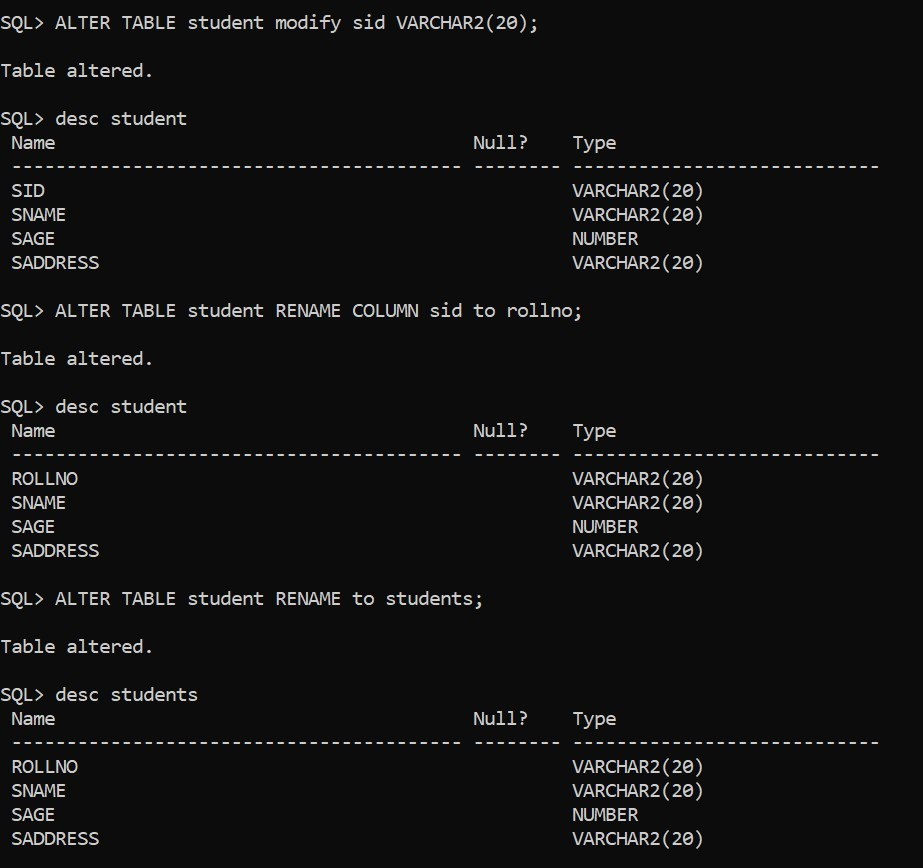 SQL> ALTER TABLE student modify sid VARCHAR2(20);
Table altered.
SQL> desc student
Name Null? Type
----------------------------------------- -------- ----------------------------
SID VARCHAR2(20)
SNAME VARCHAR2(20)
SAGE NUMBER
SADDRESS VARCHAR2(20)
SQL> ALTER TABLE student RENAME COLUMN sid to rollno;
Table altered.
SQL> desc student
Name Null? Type
----------------------------------------- -------- ----------------------------
ROLLNO VARCHAR2(20)
SNAME VARCHAR2(20)
SAGE NUMBER
SADDRESS VARCHAR2(20)
SQL> ALTER TABLE student RENAME to students;
Table altered.
SQL> desc students
Name Null? Type
----------------------------------------- -------- ----------------------------
ROLLNO VARCHAR2(20)
SNAME VARCHAR2(20)
SAGE NUMBER
SADDRESS VARCHAR2(20)